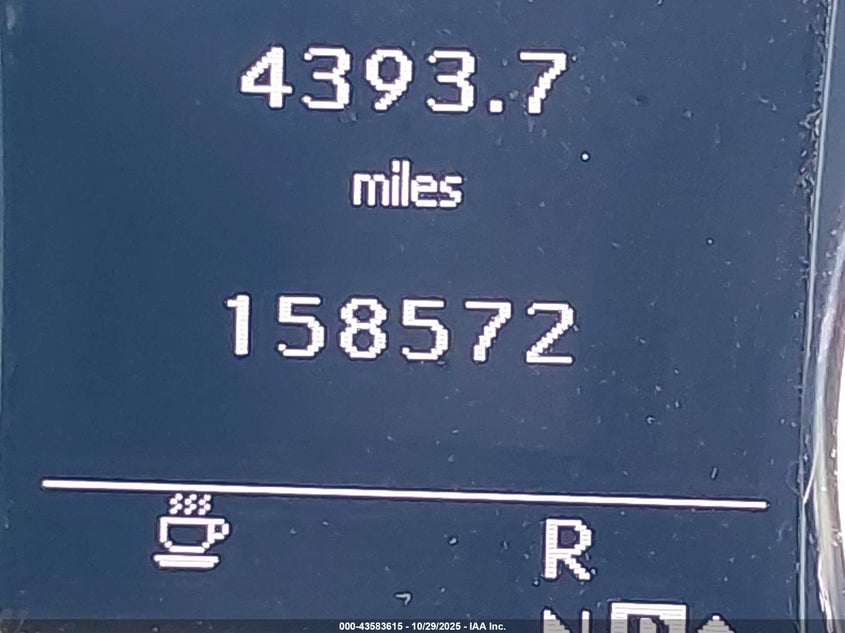 4393.7
miles
158572
R
N D
000-43583615 - 10/29/2025 - IAA Inc.